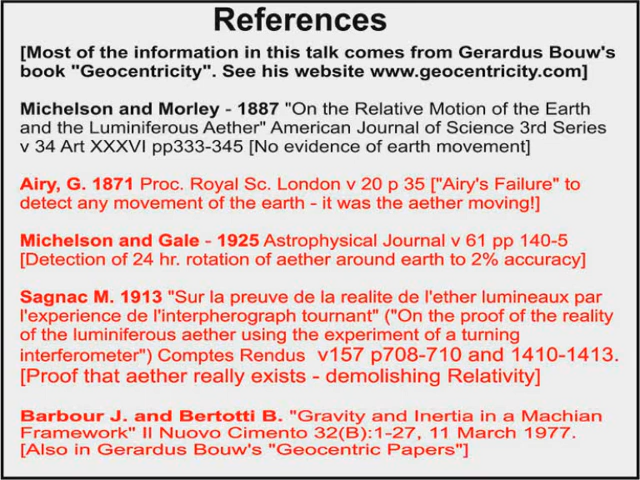 References
[Most of the information in this talk comes from Gerardus Bouw's
book "Geocentricity". See his website www.geocentricity.com]
Michelson and Morley - 1887 "On the Relative Motion of the Earth
and the Luminiferous Aether" American Journal of Science 3rd Series
v 34 Art XXXVI pp333-345 [No evidence of earth movement]
Airy, G. 1871 Proc. Royal Sc. London v 20 p 35 ["Airy's Failure" to
detect any movement of the earth - it was the aether moving!]
Michelson and Gale - 1925 Astrophysical Journal v 61 pp 140-5
[Detection of 24 hr. rotation of aether around earth to 2% accuracy]
Sagnac M. 1913 "Sur la preuve de la realite de l'ether lumineaux par
l'experience de l'interpherograph tournant" ("On the proof of the reality
of the luminiferous aether using the experiment of a turning
interferometer") Comptes Rendus v157 p708-710 and 1410-1413.
[Proof that aether really exists - demolishing Relativity]
Barbour J. and Bertotti B. "Gravity and Inertia in a Machian
Framework" Il Nuovo Cimento 32(B):1-27, 11 March 1977.
[Also in Gerardus Bouw's "Geocentric Papers"]